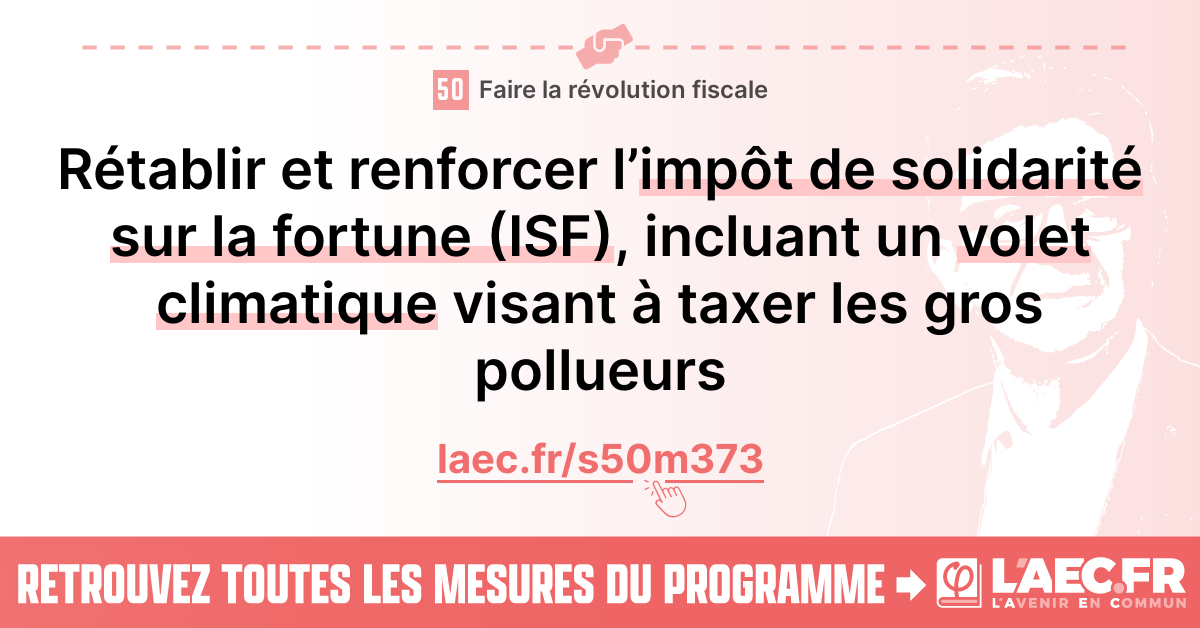 50 Faire la révolution fiscale
Rétablir et renforcer l’impôt de solidarité
sur la fortune (ISF), incluant un volet
climatique visant à taxer les gros
pollueurs
laec.fr/s50m373
RETROUVEZ TOUTES LES MESURES DU PROGRAMME
φ L'AEC.FR
L'AVENIR EN COMMUN